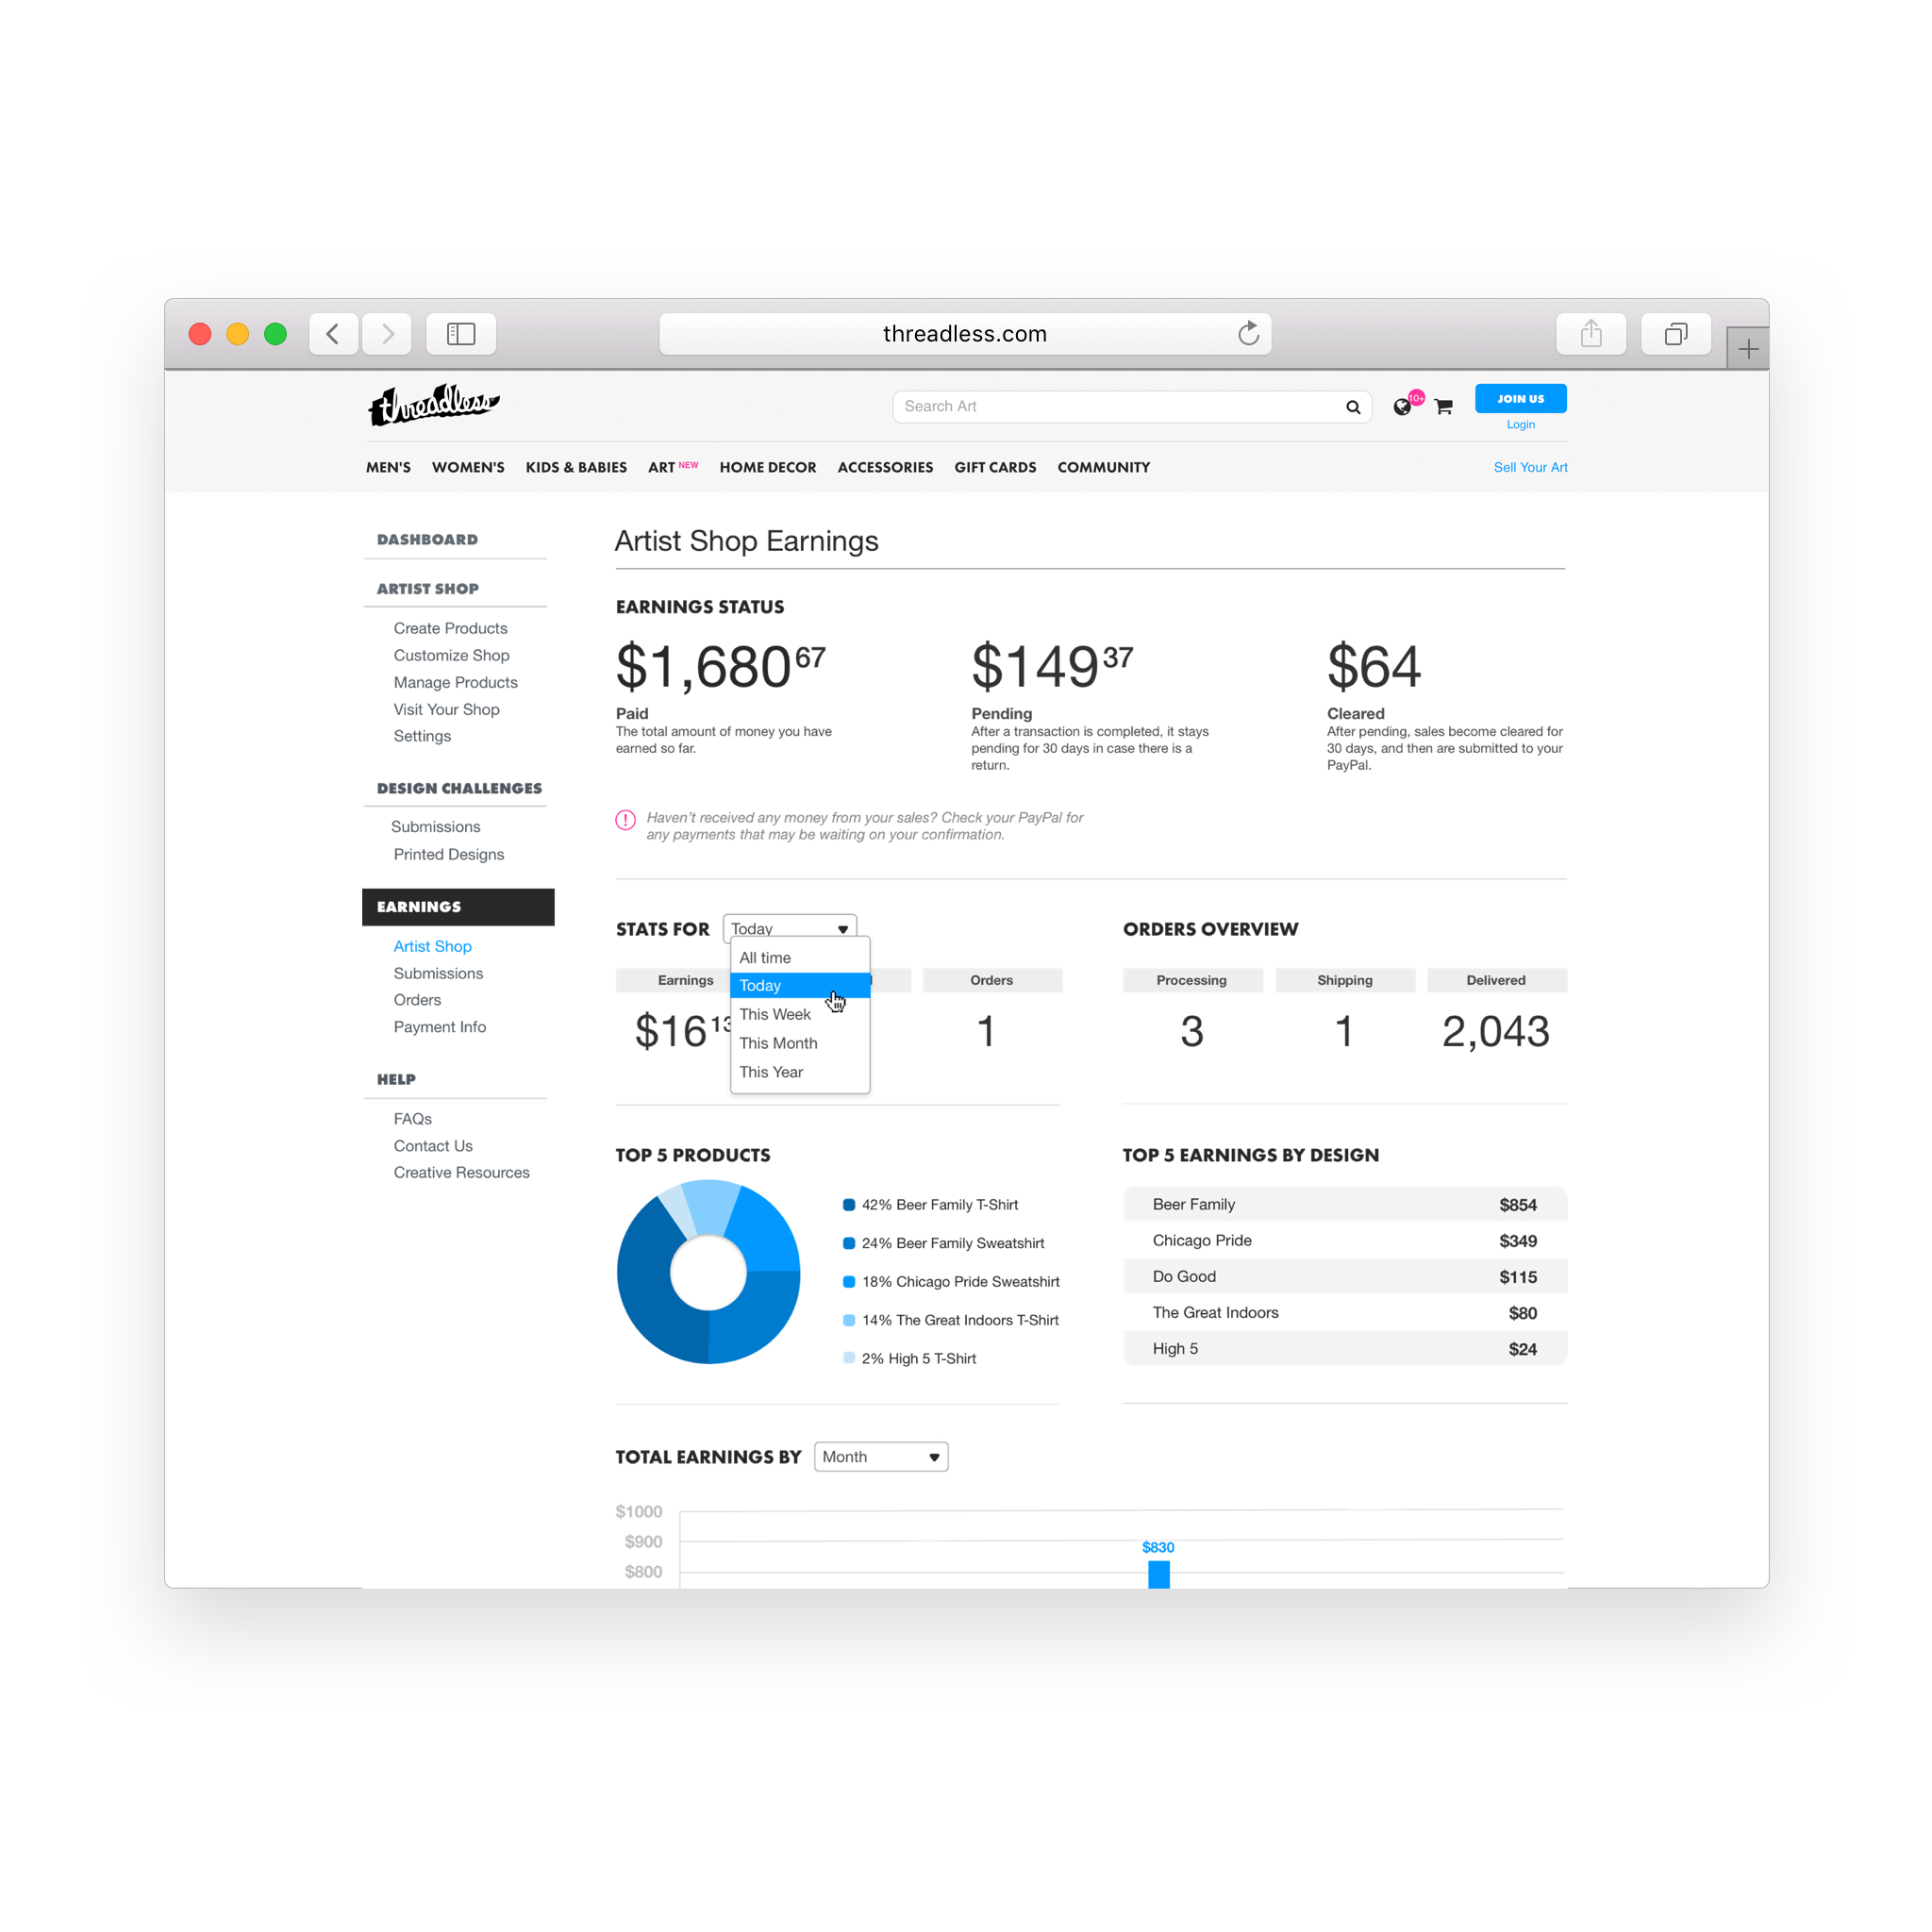 threadless.com
threadless
Search Art
10+
JOIN US
Login
MEN'S WOMEN'S KIDS & BABIES ART NEW HOME DECOR ACCESSORIES GIFT CARDS COMMUNITY Sell Your Art
DASHBOARD
ARTIST SHOP
Create Products
Customize Shop
Manage Products
Visit Your Shop
Settings
DESIGN CHALLENGES
Submissions
Printed Designs
EARNINGS
Artist Shop
Submissions
Orders
Payment Info
HELP
FAQs
Contact Us
Creative Resources
Artist Shop Earnings
EARNINGS STATUS
$1,680 67
Paid
The total amount of money you have
earned so far.
$149 37
Pending
After a transaction is completed, it stays
pending for 30 days in case there is a
return.
$64
Cleared
After pending, sales become cleared for
30 days, and then are submitted to your
PayPal.
! Haven't received any money from your sales? Check your PayPal for
any payments that may be waiting on your confirmation.
STATS FOR Today
All time
Today
This Week
This Month
This Year
Earnings
$16 13
Orders
1
ORDERS OVERVIEW
Processing Shipping Delivered
3 1 2,043
TOP 5 PRODUCTS
42% Beer Family T-Shirt
24% Beer Family Sweatshirt
18% Chicago Pride Sweatshirt
14% The Great Indoors T-Shirt
2% High 5 T-Shirt
TOP 5 EARNINGS BY DESIGN
Beer Family $854
Chicago Pride $349
Do Good $115
The Great Indoors $80
High 5 $24
TOTAL EARNINGS BY Month
$1000
$900
$830
$800